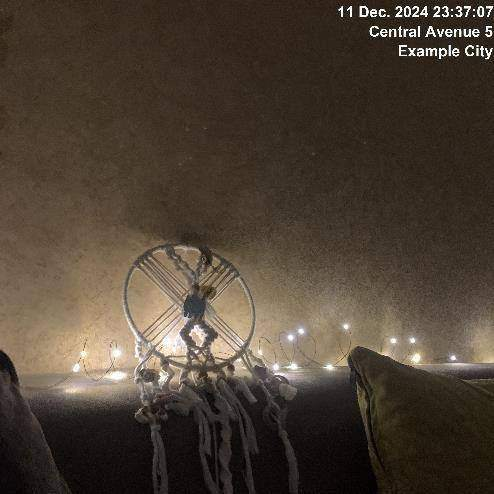 11 Dec. 2024 23:37:07
Central Avenue 5
Example City